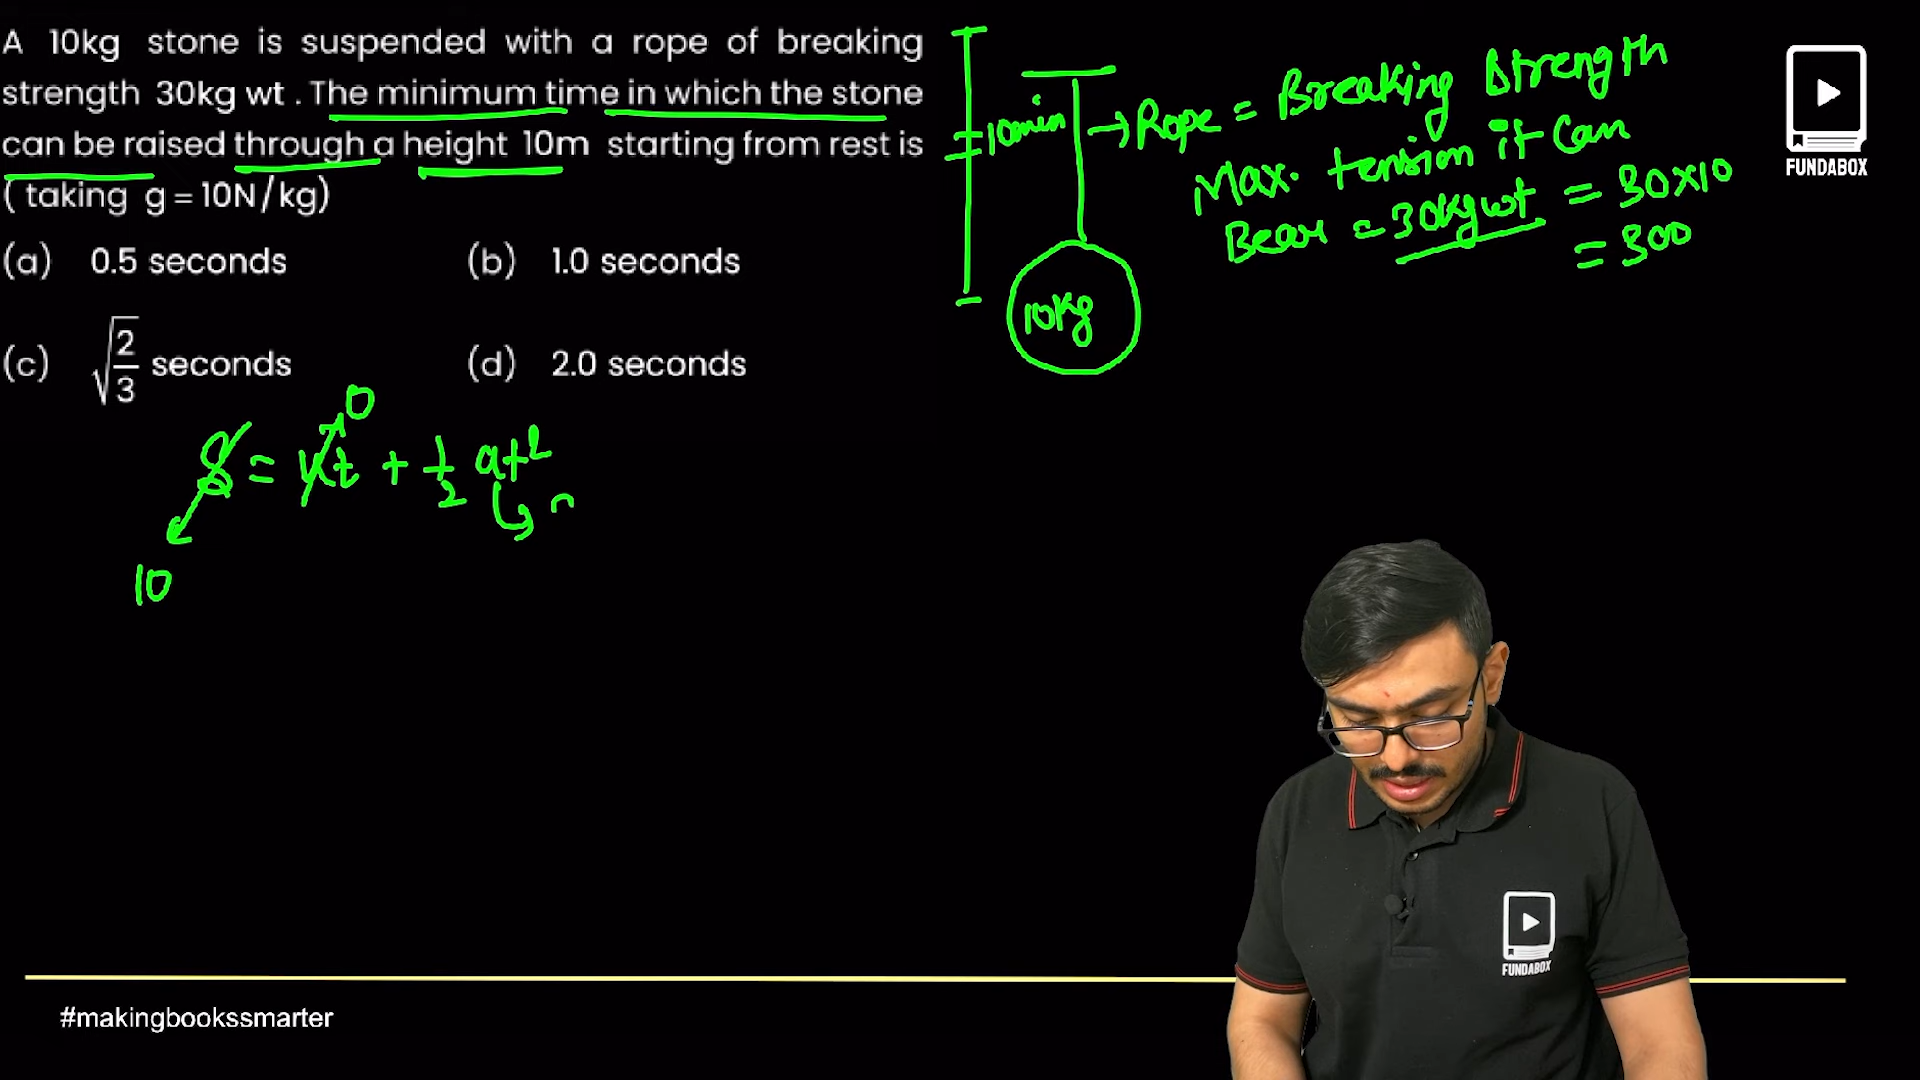 A 10kg stone is suspended with a rope of breaking
strength 30kg wt . The minimum time in which the stone
can be raised through a height 10m starting from rest is
( taking g = 10N/kg)
(a) 0.5 seconds
(b) 1.0 seconds
(c) √2/3 seconds
(d) 2.0 seconds
S = ut + 1/2 at²
0
10
10min
→ Rope = Breaking Strength
Max. tension it can
Bear = 30kgwt = 30×10
= 300
10kg
FUNDABOX
FUNDABOX
#makingbookssmarter